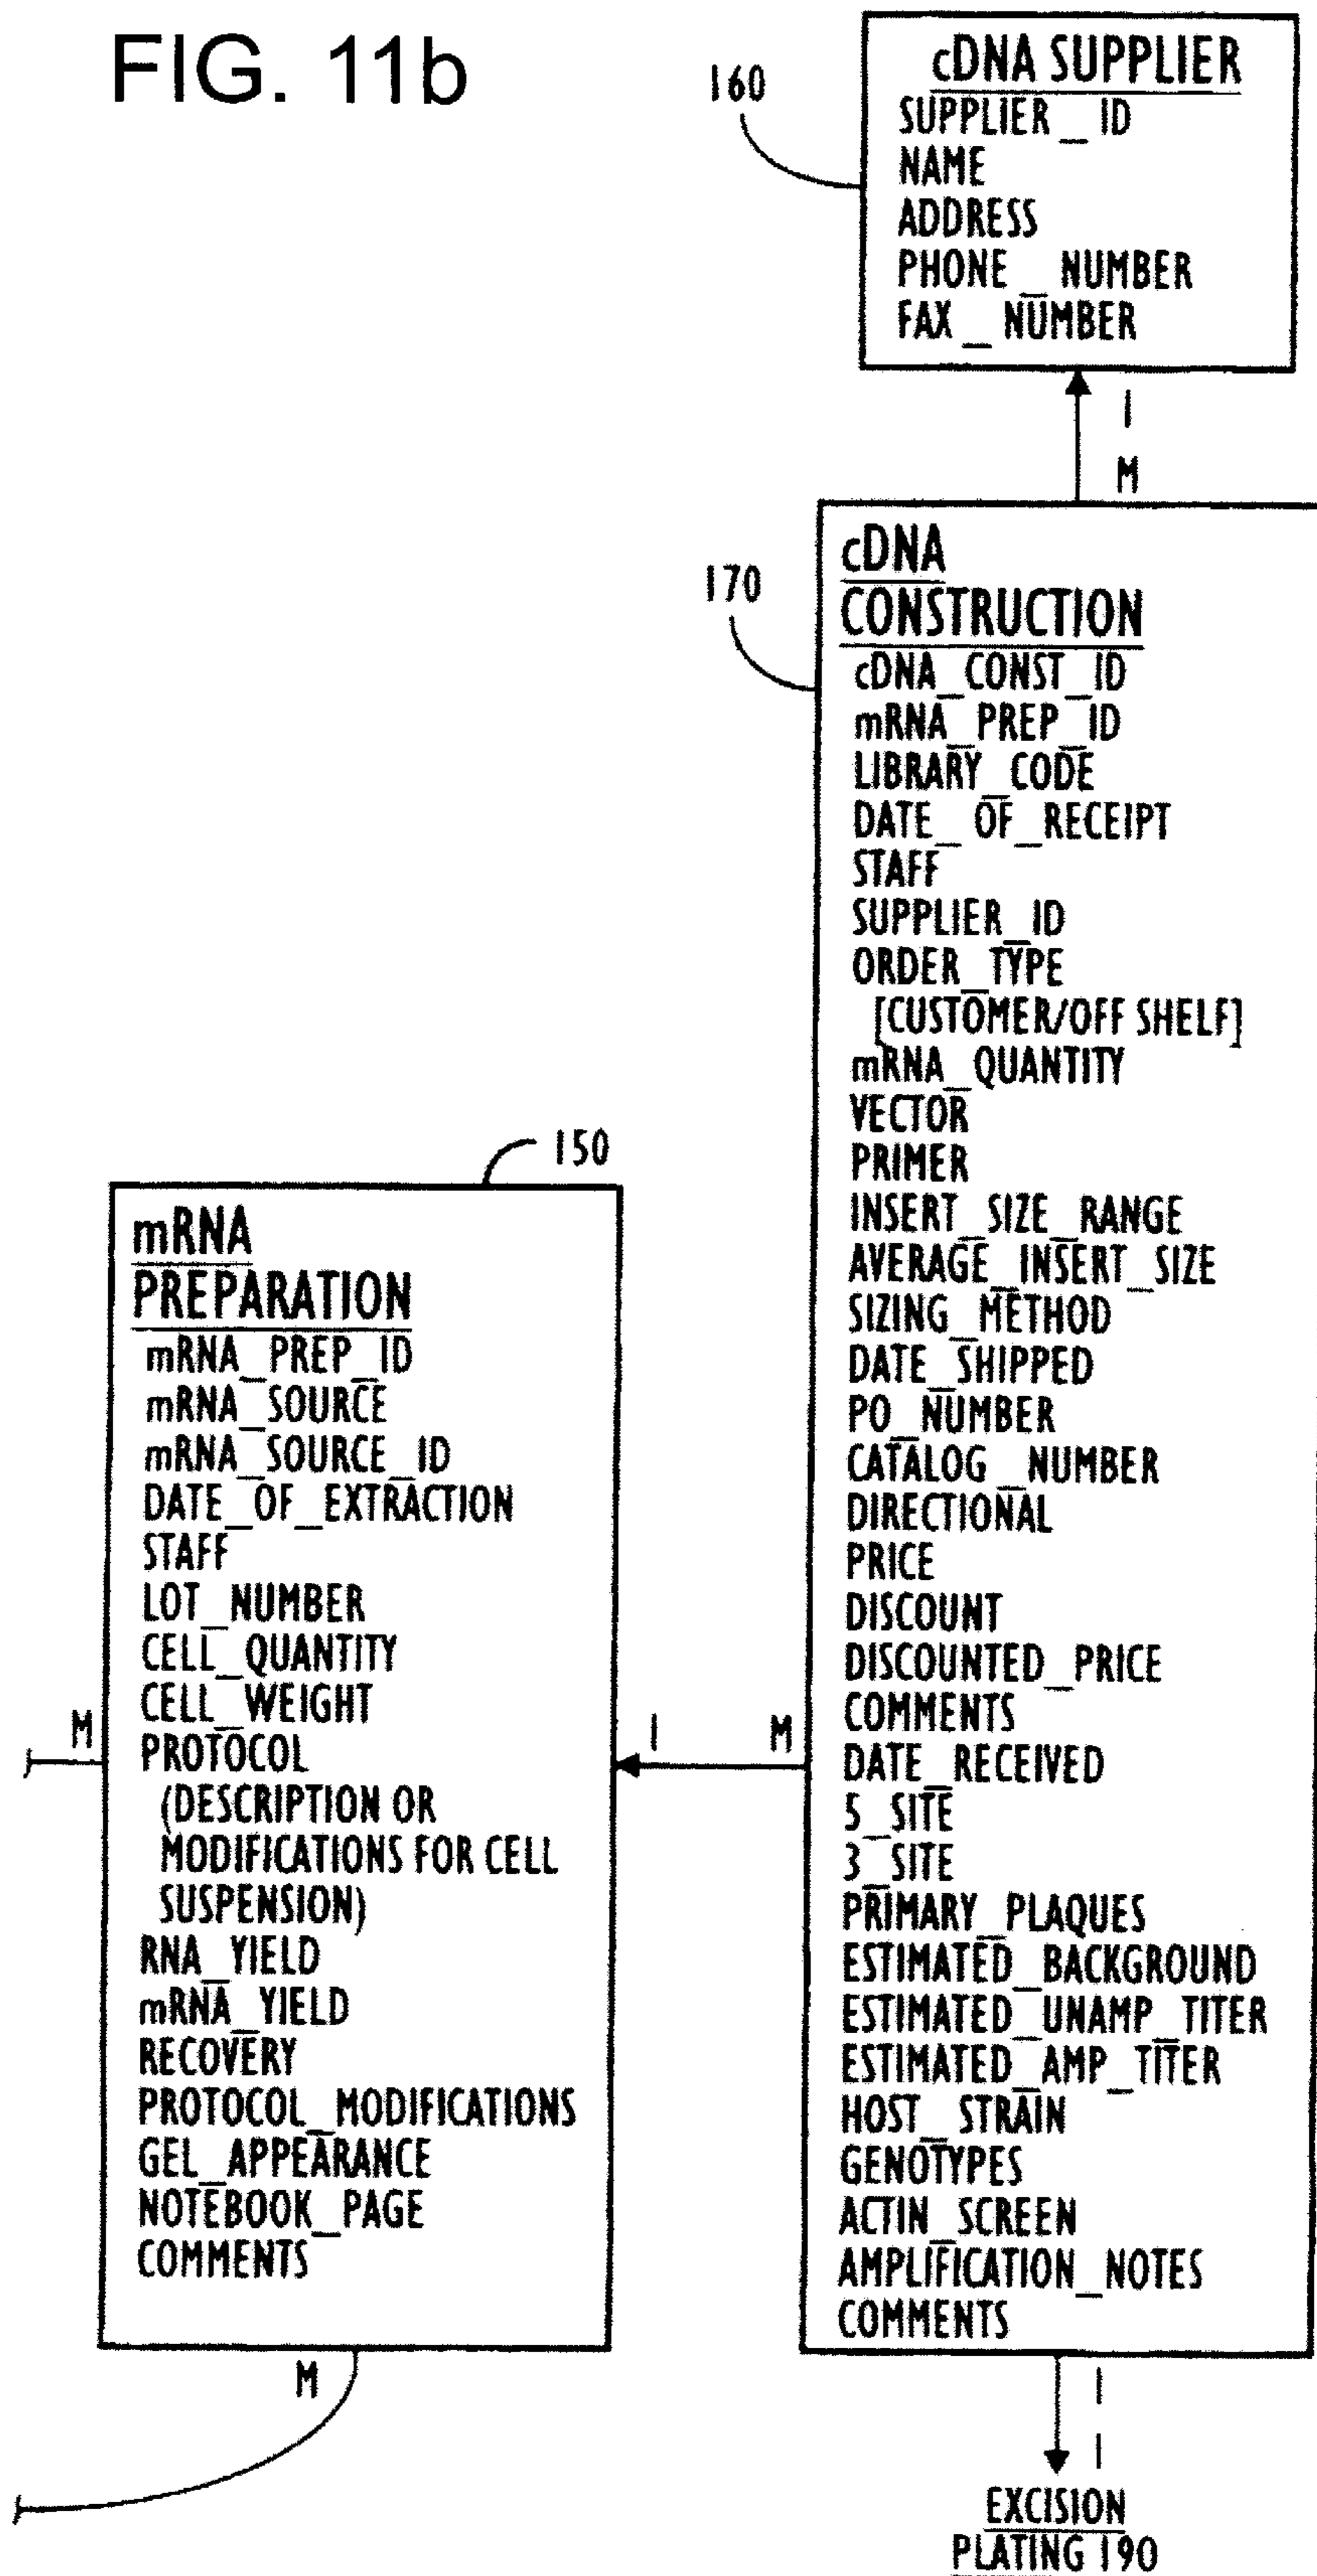 FIG. 11b
160
cDNA SUPPLIER
SUPPLIER_ID
NAME
ADDRESS
PHONE_NUMBER
FAX_NUMBER
1
M
170
cDNA
CONSTRUCTION
cDNA_CONST_ID
mRNA_PREP_ID
LIBRARY_CODE
DATE_OF_RECEIPT
STAFF
SUPPLIER_ID
ORDER_TYPE
[CUSTOMER/OFF SHELF]
mRNA_QUANTITY
VECTOR
PRIMER
INSERT_SIZE_RANGE
AVERAGE_INSERT_SIZE
SIZING_METHOD
DATE_SHIPPED
PO_NUMBER
CATALOG_NUMBER
DIRECTIONAL
PRICE
DISCOUNT
DISCOUNTED_PRICE
COMMENTS
DATE_RECEIVED
5_SITE
3_SITE
PRIMARY_PLAQUES
ESTIMATED_BACKGROUND
ESTIMATED_UNAMP_TITER
ESTIMATED_AMP_TITER
HOST_STRAIN
GENOTYPES
ACTIN_SCREEN
AMPLIFICATION_NOTES
COMMENTS
150
mRNA
PREPARATION
mRNA_PREP_ID
mRNA_SOURCE
mRNA_SOURCE_ID
DATE_OF_EXTRACTION
STAFF
LOT_NUMBER
CELL_QUANTITY
CELL_WEIGHT
PROTOCOL
(DESCRIPTION OR
MODIFICATIONS FOR CELL
SUSPENSION)
RNA_YIELD
mRNA_YIELD
RECOVERY
PROTOCOL_MODIFICATIONS
GEL_APPEARANCE
NOTEBOOK_PAGE
COMMENTS
M
1 M
M
1
1
EXCISION
PLATING 190